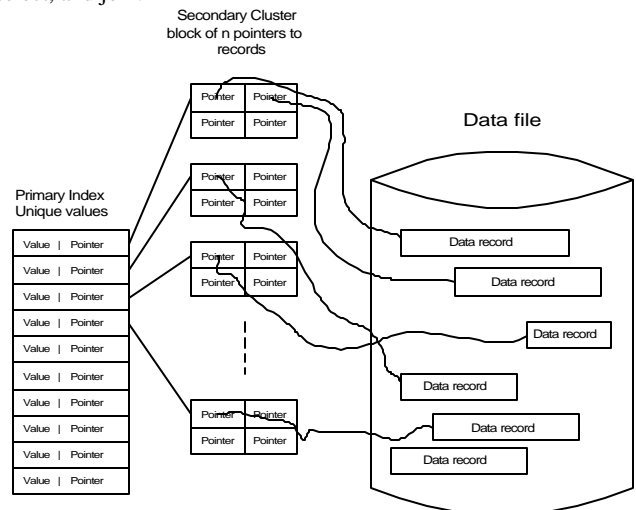 and
Secondary Cluster
block of n pointers to
records
Pointer Pointer
Pointer Pointer
Pointer Pointer
Pointer Pointer
Pointer Pointer
Pointer Pointer
Pointer Pointer
Pointer Pointer
Primary Index
Unique values
Value | Pointer
Value | Pointer
Value | Pointer
Value | Pointer
Value | Pointer
Value | Pointer
Value | Pointer
Value | Pointer
Value | Pointer
Value | Pointer
Data file
Data record
Data record
Data record
Data record
Data record
Data record